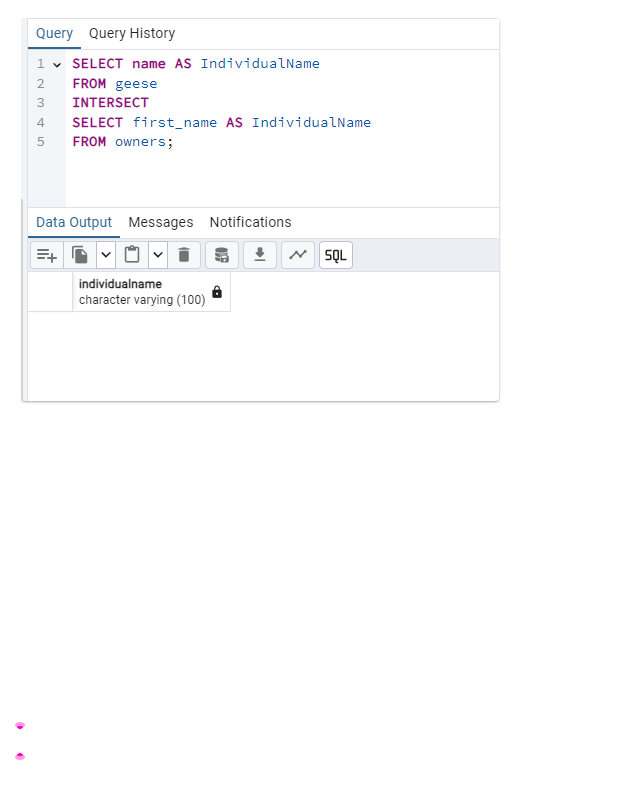 Query Query History
1 SELECT name AS IndividualName
2 FROM geese
3 INTERSECT
4 SELECT first_name AS IndividualName
5 FROM owners;
Data Output Messages Notifications
SQL
individualname
character varying (100)